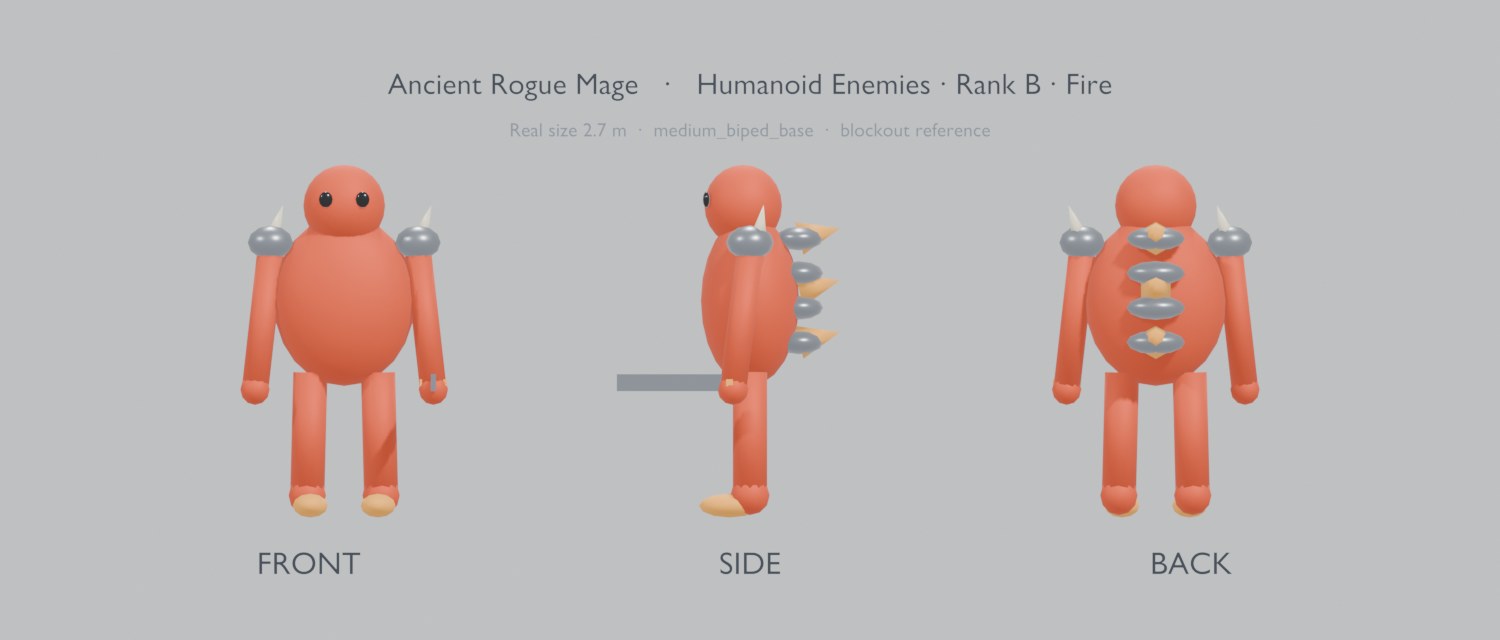 Ancient Rogue Mage · Humanoid Enemies · Rank B · Fire
Real size 2.7 m · medium_biped_base · blockout reference
FRONT
SIDE
BACK